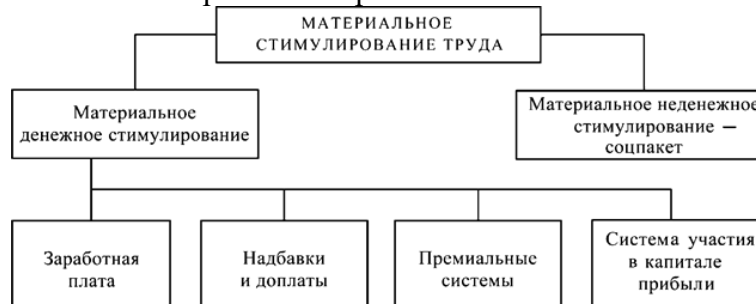 МАТЕРИАЛЬНОЕ
СТИМУЛИРОВАНИЕ ТРУДА
Материальное
денежное стимулирование
Материальное неденежное
стимулирование —
соцпакет
Заработная
плата
Надбавки
и доплаты
Премиальные
системы
Система участия
в капитале
прибыли